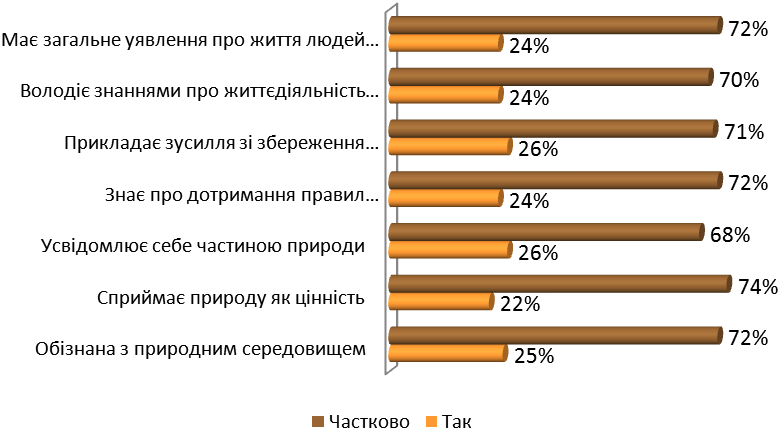 Має загальне уявлення про життя людей...
72%
24%
Володіє знаннями про життєдіяльність...
70%
24%
Прикладає зусилля зі збереження...
71%
26%
Знає про дотримання правил...
72%
24%
Усвідомлює себе частиною природи
68%
26%
Сприймає природу як цінність
74%
22%
Обізнана з природним середовищем
72%
25%
Частково Так